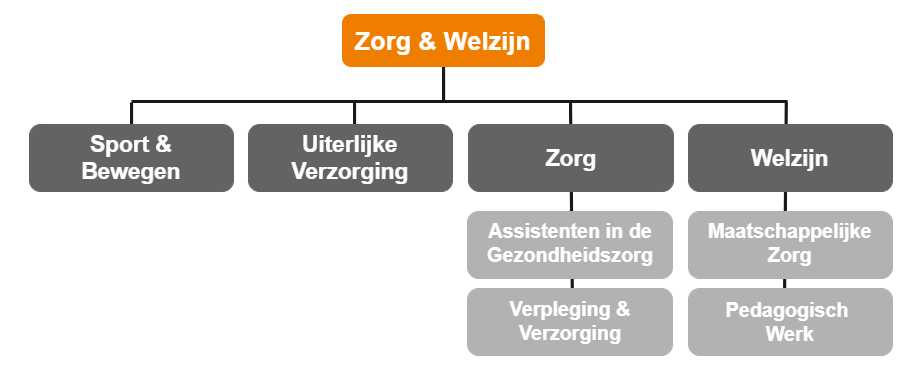 Zorg & Welzijn
Sport &
Bewegen
Uiterlijke
Verzorging
Zorg
Welzijn
Assistenten in de
Gezondheidszorg
Maatschappelijke
Zorg
Verpleging &
Verzorging
Pedagogisch
Werk